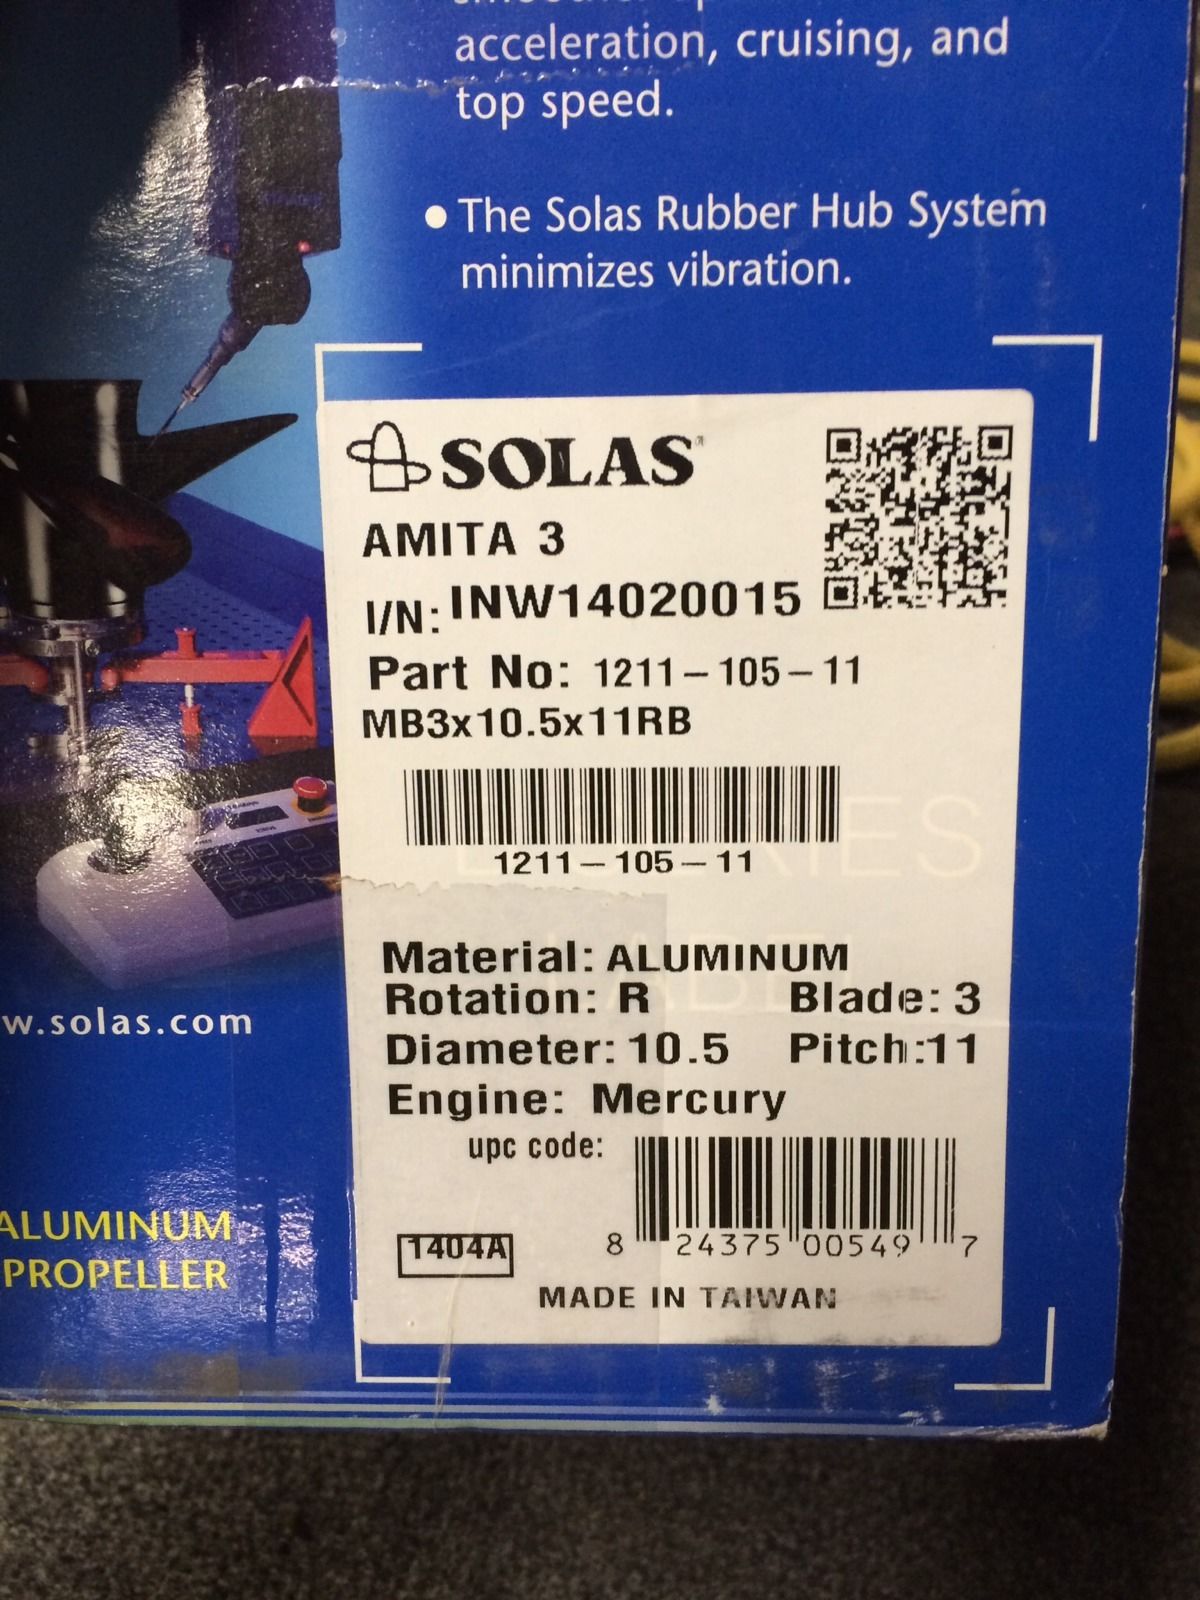 acceleration, cruising, and
top speed.
• The Solas Rubber Hub System
minimizes vibration.
SOLAS®
AMITA 3
I/N: INW14020015
Part No: 1211-105-11
MB3x10.5x11RB
1211-105-11
Material: ALUMINUM
Rotation: R Blade: 3
Diameter: 10.5 Pitch:11
Engine: Mercury
w.solas.com
upc code:
8 24375 00549 7
1404A
MADE IN TAIWAN
ALUMINUM
PROPELLER